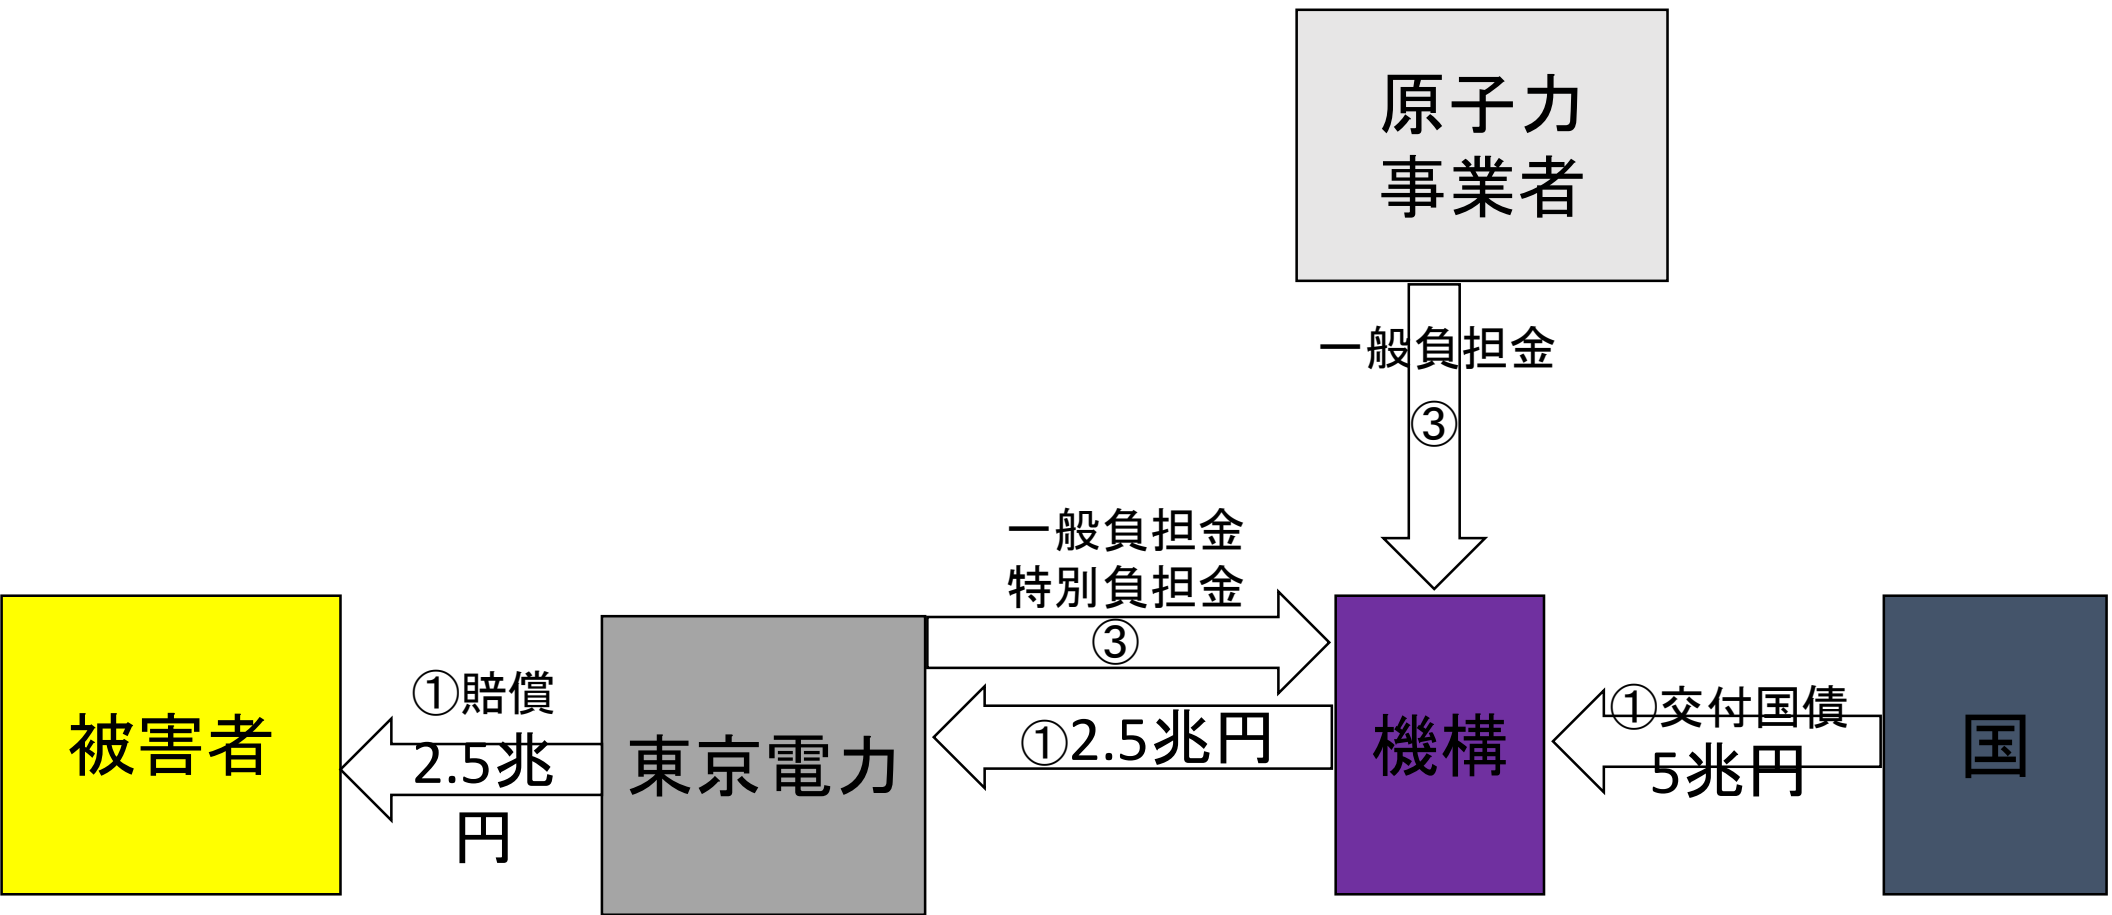 原子力
事業者
一般負担金
③
一般負担金
特別負担金
③
①賠償
2.5兆
円
被害者
東京電力
①2.5兆円
機構
①交付国債
5兆円
国